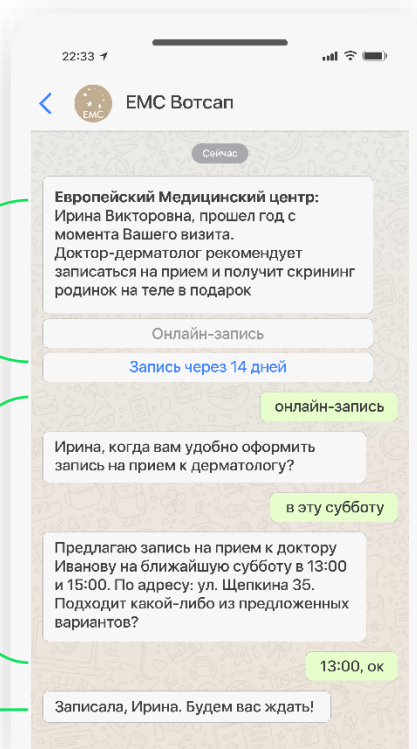 22:33
EMC Вотсап
EMC
Сейчас
Европейский Медицинский центр:
Ирина Викторовна, прошел год с
момента Вашего визита.
Доктор-дерматолог рекомендует
записаться на прием и получит скрининг
родинок на теле в подарок
Онлайн-запись
Запись через 14 дней
онлайн-запись
Ирина, когда вам удобно оформить
запись на прием к дерматологу?
в эту субботу
Предлагаю запись на прием к доктору
Иванову на ближайшую субботу в 13:00
и 15:00. По адресу: ул. Щепкина 35.
Подходит какой-либо из предложенных
вариантов?
13:00, ок
Записала, Ирина. Будем вас ждать!